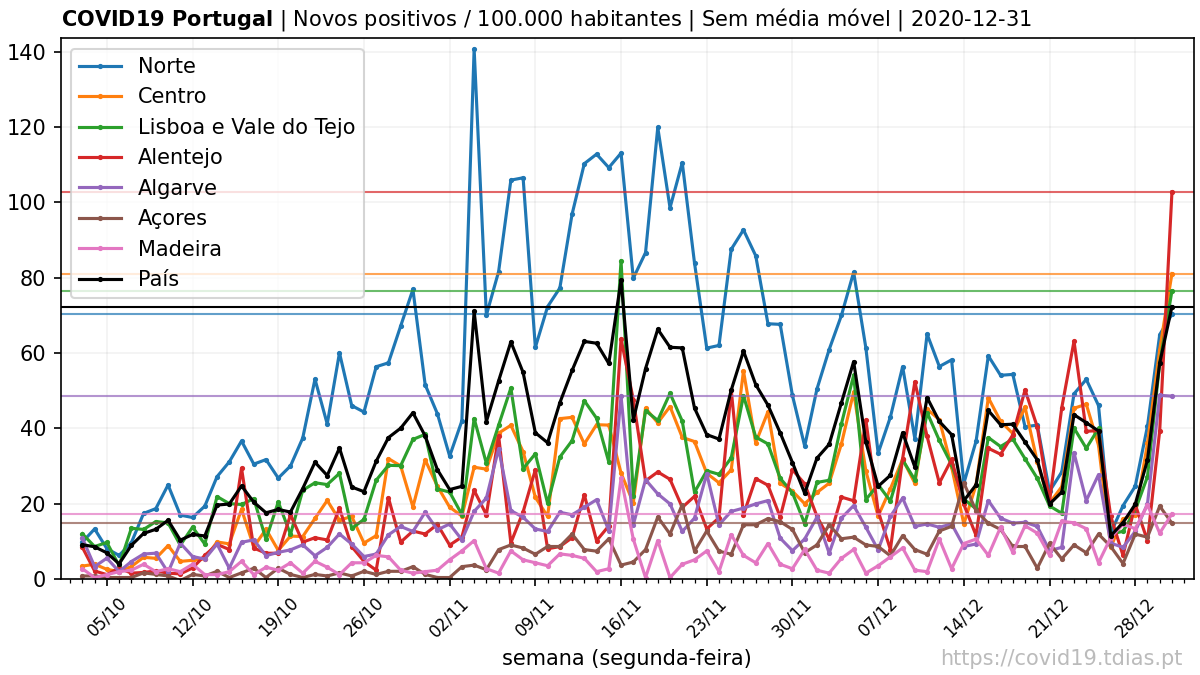 COVID19 Portugal | Novos positivos / 100.000 habitantes | Sem média móvel | 2020-12-31
140
120
100
80
60
40
20
0
Norte
Centro
Lisboa e Vale do Tejo
Alentejo
Algarve
Açores
Madeira
País
05/10
12/10
19/10
26/10
02/11
09/11
16/11
23/11
30/11
07/12
14/12
21/12
28/12
semana (segunda-feira)
https://covid19.tdias.pt